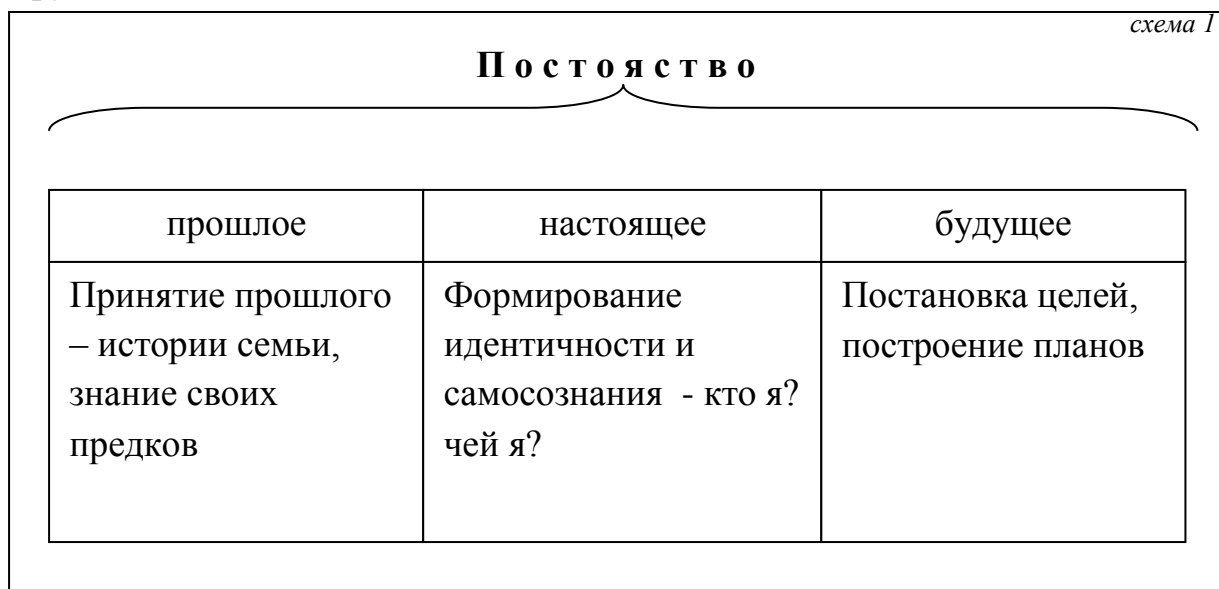 схема 1
П о с т о я с т в о
прошлое
настоящее
будущее
Принятие прошлого
– истории семьи,
знание своих
предков
Формирование
идентичности и
самосознания  - кто я?
чей я?
Постановка целей,
построение планов